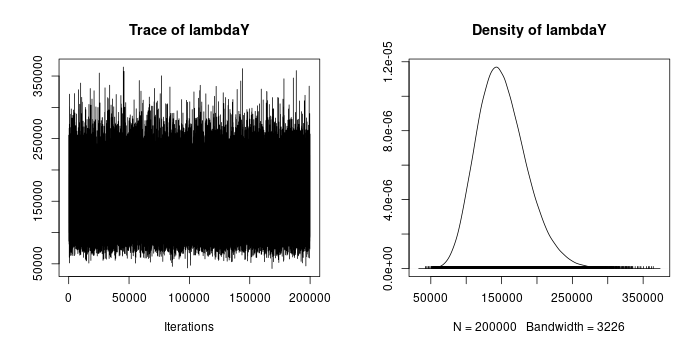 Trace of lambdaY
350000
250000
150000
50000
0 50000 100000 150000 200000
Iterations
Density of lambdaY
1.2e-05
8.0e-06
4.0e-06
0.0e+00
50000 150000 250000 350000
N = 200000 Bandwidth = 3226